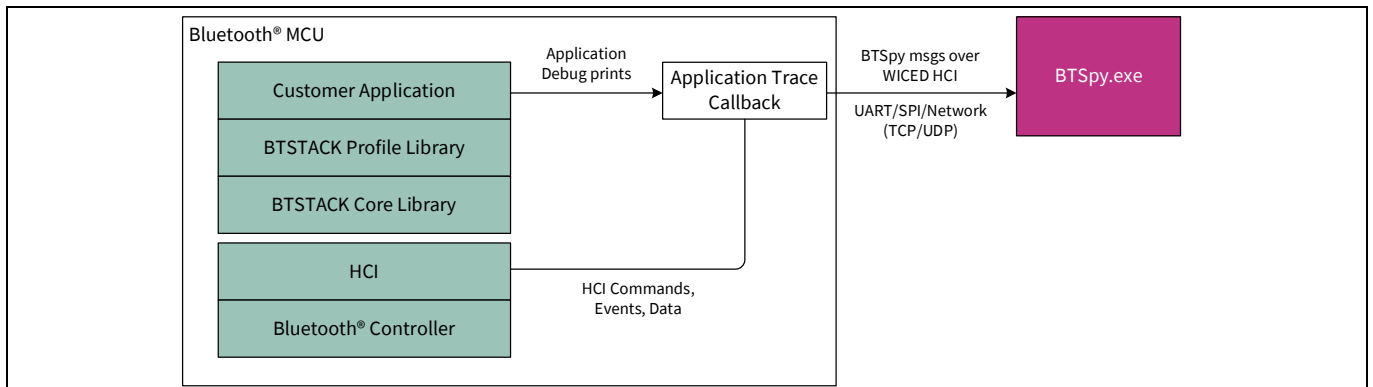 Bluetooth® MCU
Customer Application
BTSTACK Profile Library
BTSTACK Core Library
HCI
Bluetooth® Controller
Application
Debug prints
Application Trace
Callback
HCI Commands,
Events, Data
BTSpy msgs over
WICED HCI
UART/SPI/Network
(TCP/UDP)
BTSpy.exe